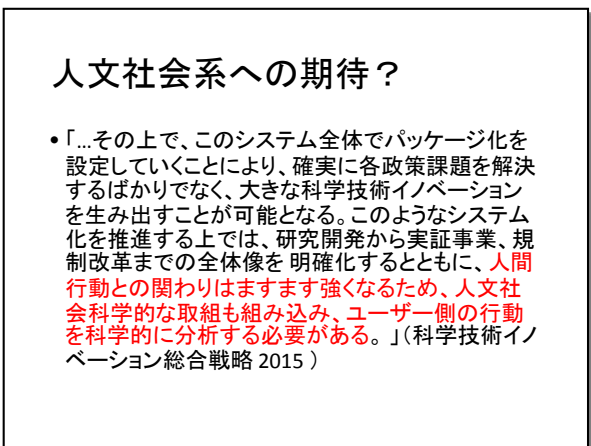 人文社会系への期待？
•「…その上で、このシステム全体でパッケージ化を
設定していくことにより、確実に各政策課題を解決
するばかりでなく、大きな科学技術イノベーション
を生み出すことが可能となる。このようなシステム
化を推進する上では、研究開発から実証事業、規
制改革までの全体像を 明確化するとともに、人間
行動との関わりはますます強くなるため、人文社
会科学的な取組も組み込み、ユーザー側の行動
を科学的に分析する必要がある。」（科学技術イノ
ベーション総合戦略 2015 ）